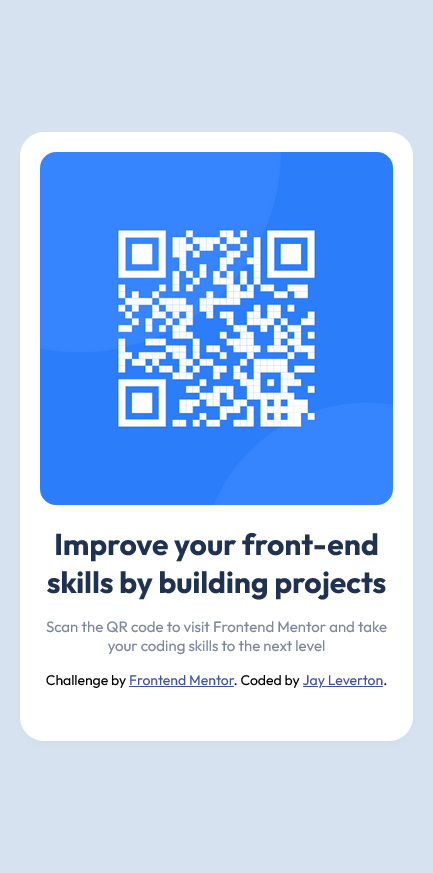 Improve your front-end
skills by building projects
Scan the QR code to visit Frontend Mentor and take
your coding skills to the next level
Challenge by Frontend Mentor. Coded by Jay Leverton.